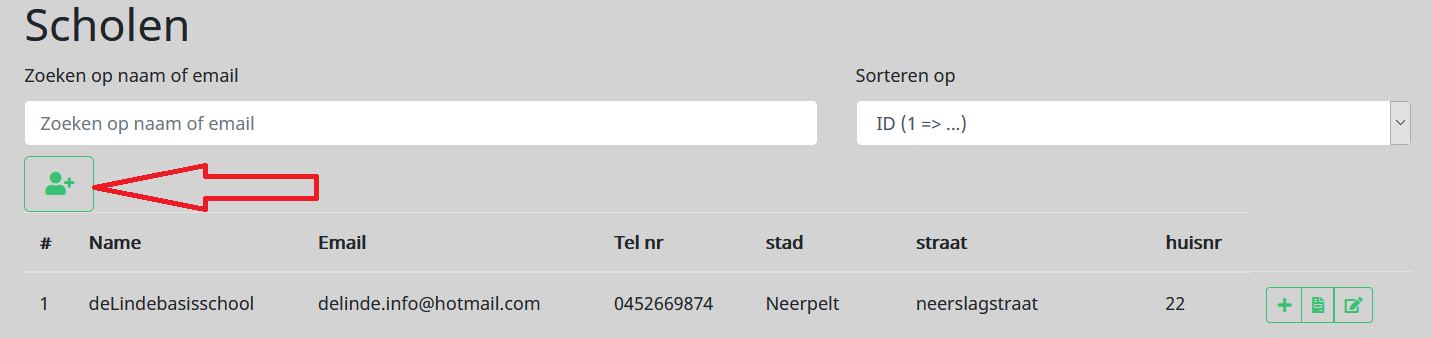 Scholen
Zoeken op naam of email Sorteren op
Zoeken op naam of email ID (1 => ...)
# Name Email Tel nr stad straat huisnr
1 deLindebasisschool delinde.info@hotmail.com 0452669874 Neerpelt neerslagstraat 22